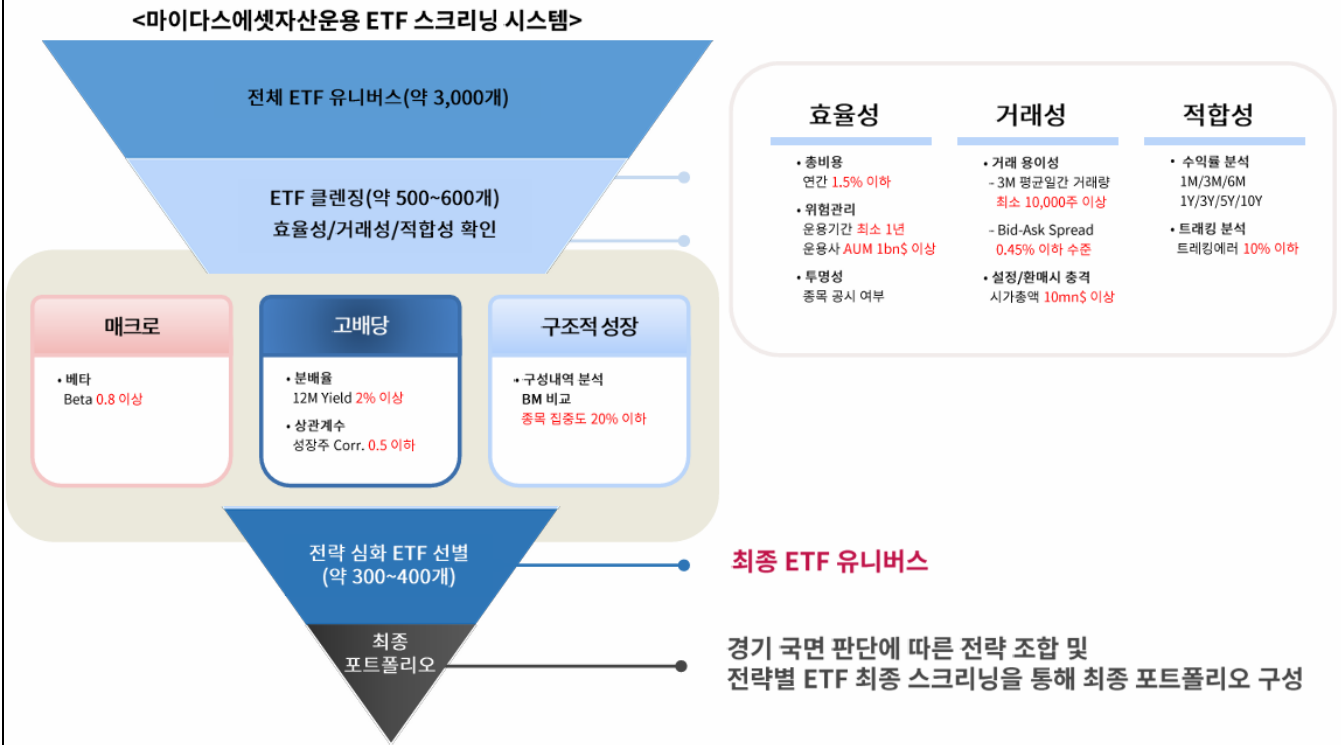 <마이다스에셋자산운용 ETF 스크리닝 시스템>
전체 ETF 유니버스(약 3,000개)
ETF 클렌징(약 500~600개)
효율성/거래성/적합성 확인
효율성
• 총비용
연간 1.5% 이하
• 위험관리
운용기간 최소 1년
운용사 AUM 1bn$ 이상
• 투명성
종목 공시 여부
거래성
• 거래 용이성
- 3M 평균일간 거래량
최소 10,000주 이상
- Bid-Ask Spread
0.45% 이하 수준
• 설정/환매시 충격
시가총액 10mn$ 이상
적합성
• 수익률 분석
1M/3M/6M
1Y/3Y/5Y/10Y
• 트래킹 분석
트레킹에러 10% 이하
매크로
• 베타
Beta 0.8 이상
고배당
• 분배율
12M Yield 2% 이상
• 상관계수
성장주 Corr. 0.5 이하
구조적 성장
• 구성내역 분석
BM 비교
종목 집중도 20% 이하
전략 심화 ETF 선별
(약 300~400개)
최종 ETF 유니버스
최종
포트폴리오
경기 국면 판단에 따른 전략 조합 및
전략별 ETF 최종 스크리닝을 통해 최종 포트폴리오 구성